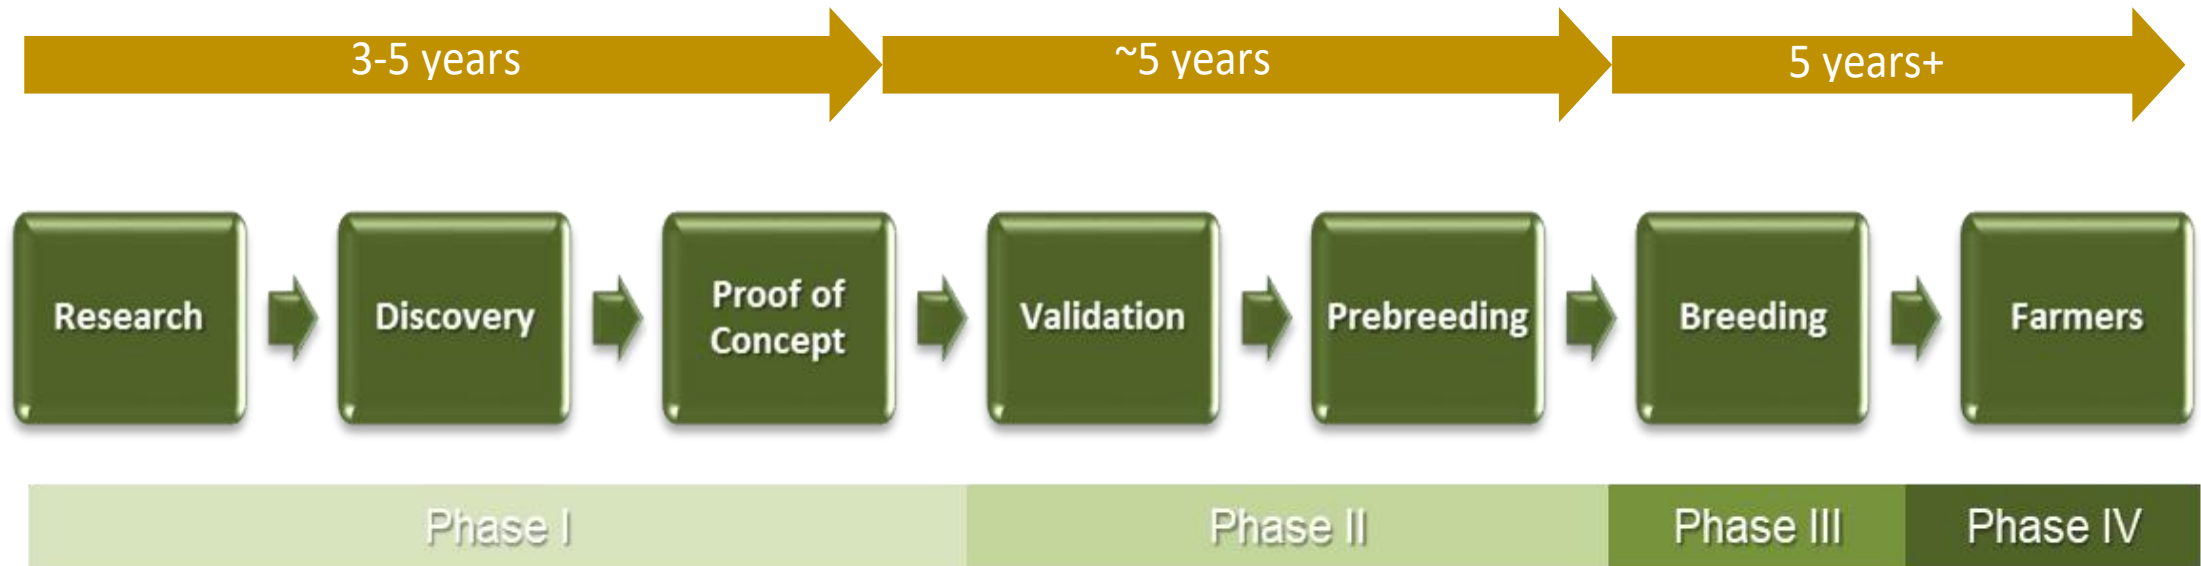 3-5 years
~5 years
5 years+
Research
Discovery
Proof of
Concept
Validation
Prebreeding
Breeding
Farmers
Phase I
Phase II
Phase III
Phase IV